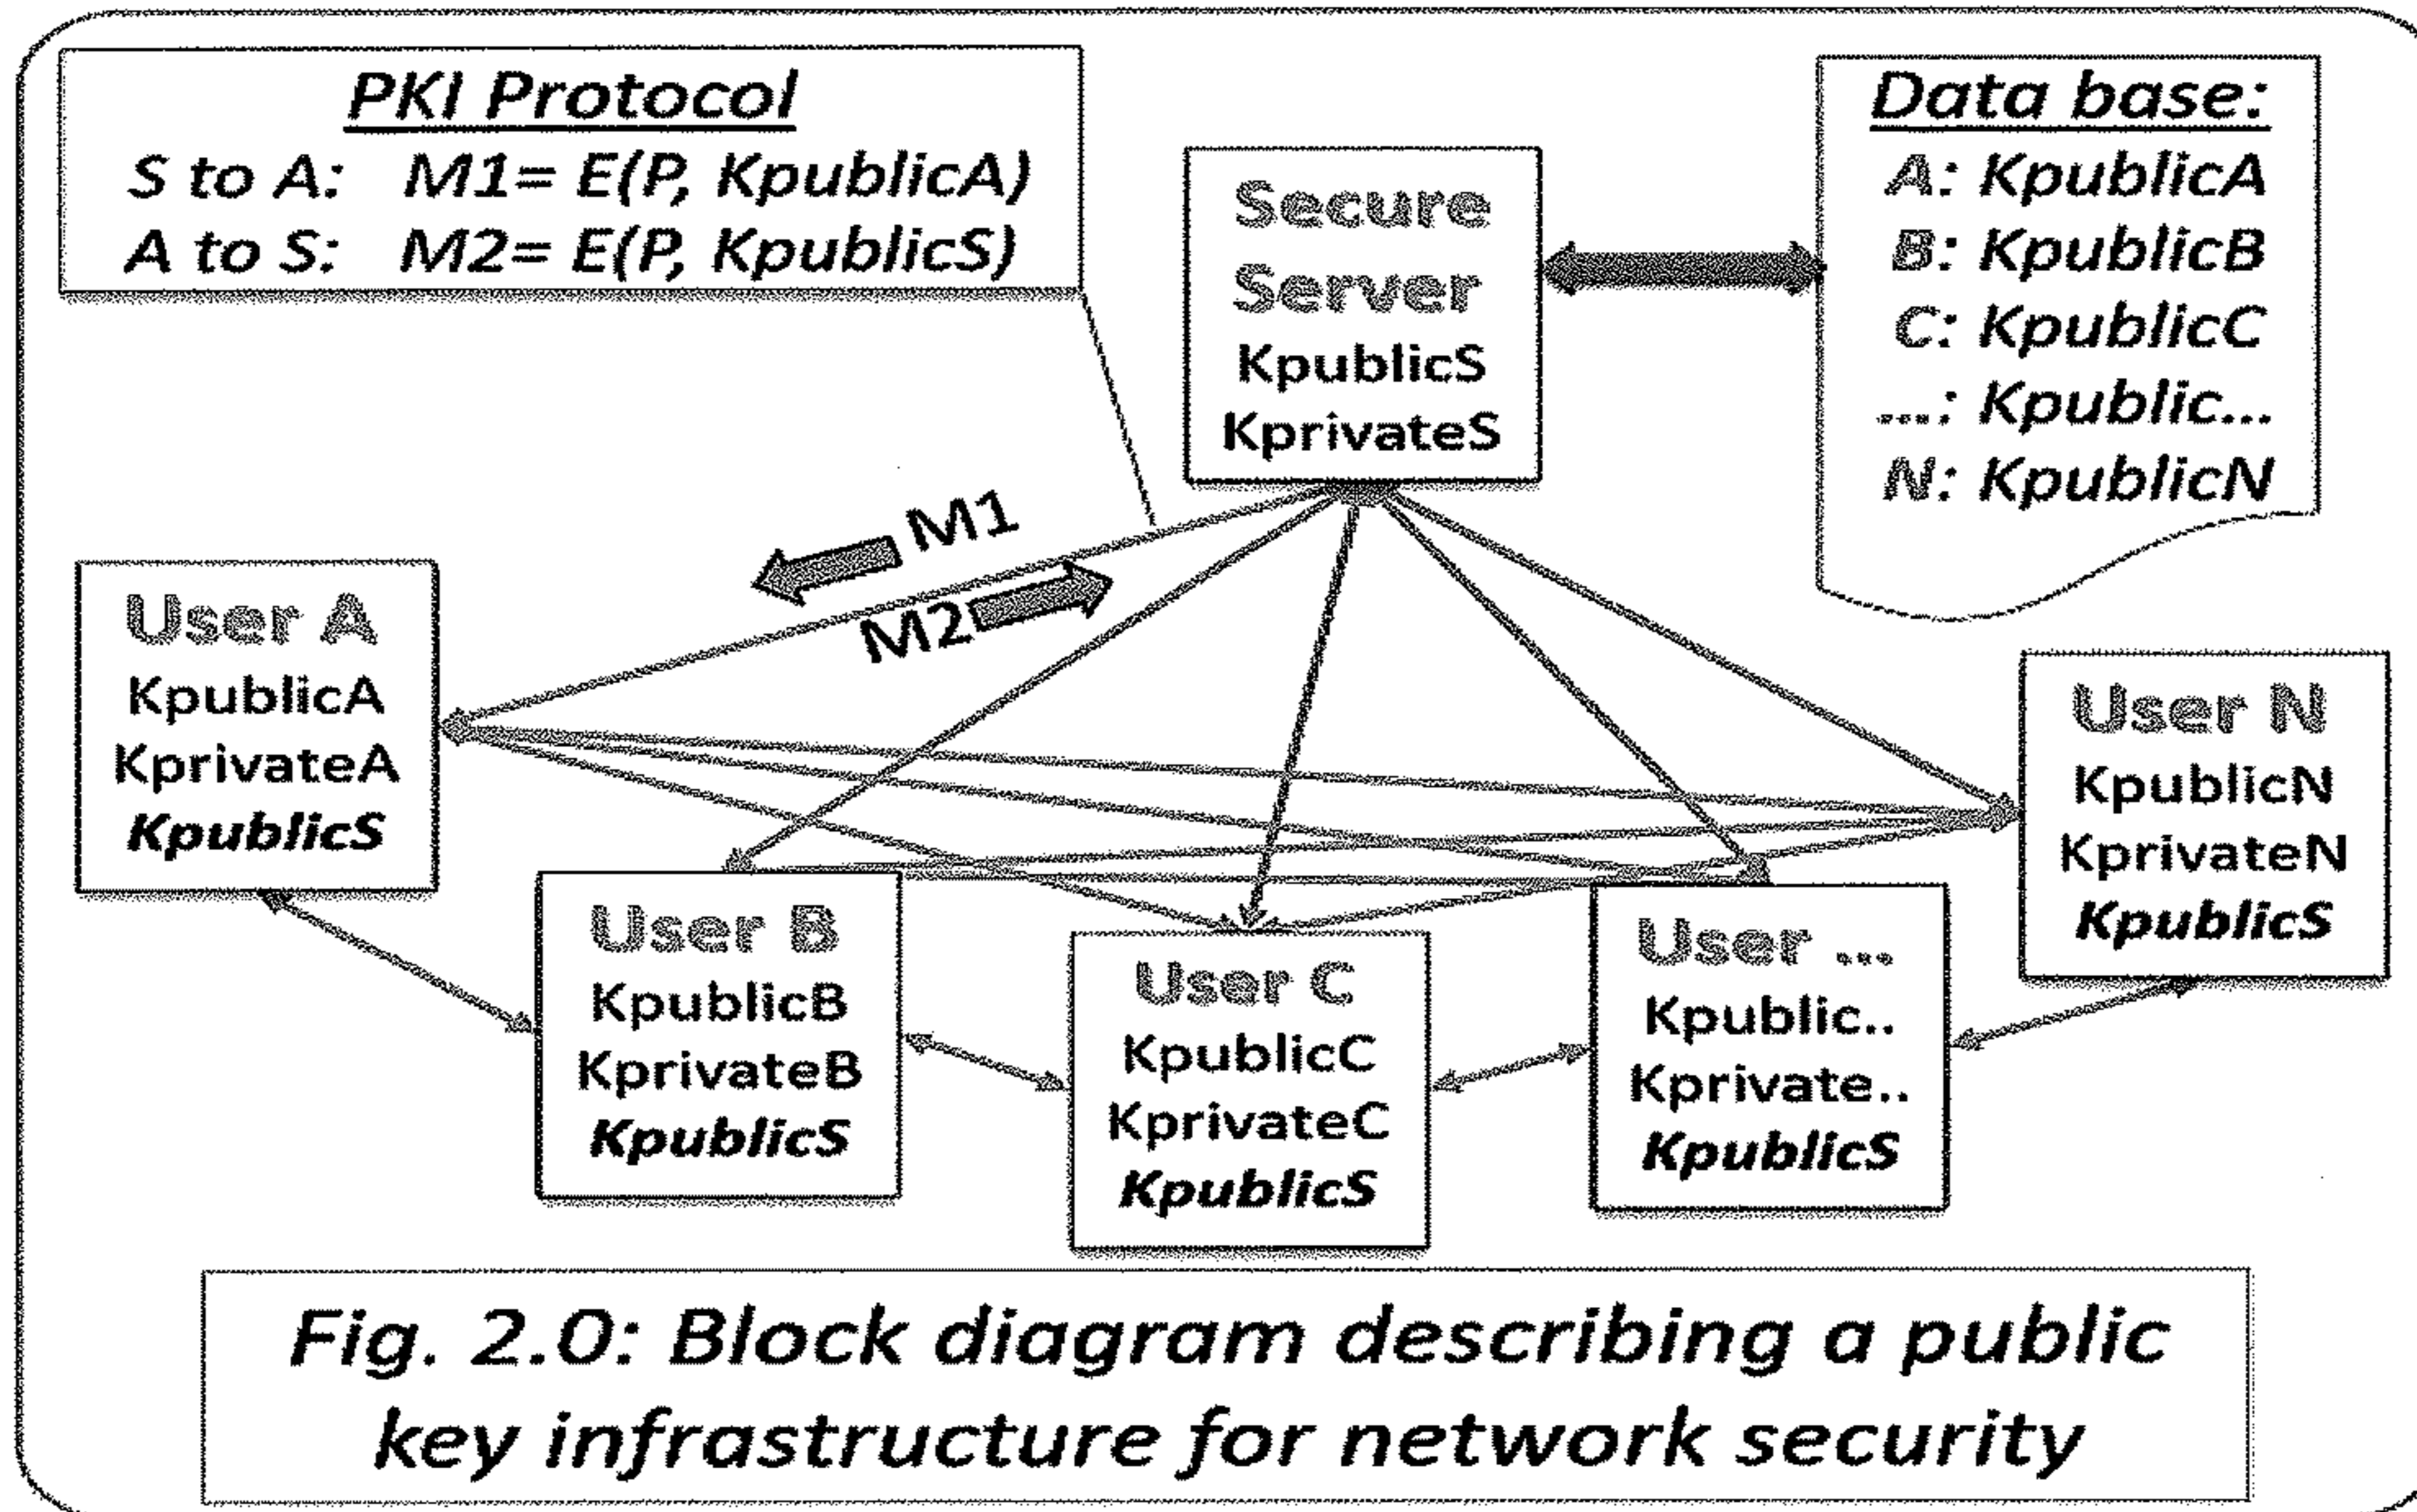 PKI Protocol
S to A: M1= E(P, KpublicA)
A to S: M2= E(P, KpublicS)
Secure
Server
KpublicS
KprivateS
Data base:
A: KpublicA
B: KpublicB
C: KpublicC
...: Kpublic...
N: KpublicN
M1
M2
User A
KpublicA
KprivateA
KpublicS
User B
KpublicB
KprivateB
KpublicS
User C
KpublicC
KprivateC
KpublicS
User ...
Kpublic..
Kprivate..
KpublicS
User N
KpublicN
KprivateN
KpublicS
Fig. 2.0: Block diagram describing a public
key infrastructure for network security